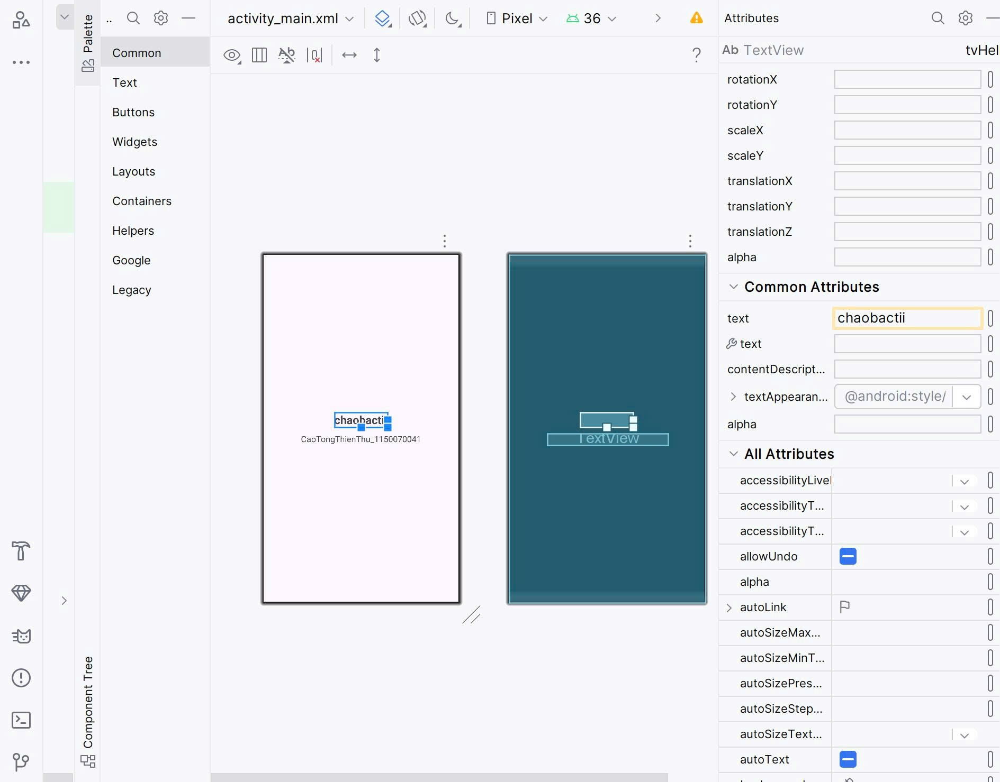 Palette
..
Common
Text
Buttons
Widgets
Layouts
Containers
Helpers
Google
Legacy
Component Tree
activity_main.xml
Pixel
36
?
chaobacti
CaoTongThienThu_1150070041
TextView
Attributes
Ab TextView tvHel
rotationX
rotationY
scaleX
scaleY
translationX
translationY
translationZ
alpha
Common Attributes
text chaobactii
text
contentDescript...
textAppearan... @android:style/
alpha
All Attributes
accessibilityLive
accessibilityT...
accessibilityT...
allowUndo
alpha
autoLink
autoSizeMax...
autoSizeMinT...
autoSizePres...
autoSizeStep...
autoSizeText...
autoText